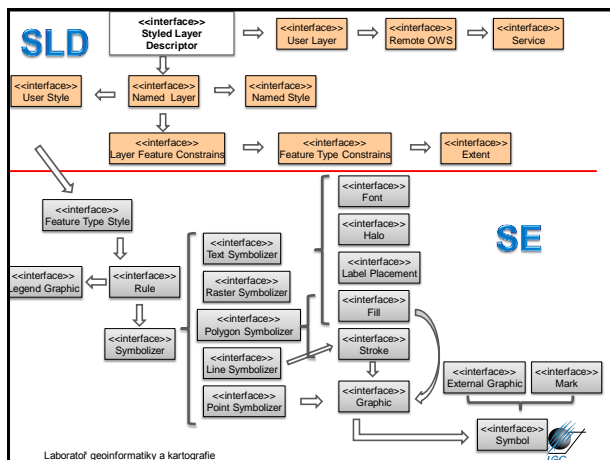 SLD
<<interface>>
Styled Layer
Descriptor
<<interface>>
User Layer
<<interface>>
Remote OWS
<<interface>>
Service
<<interface>>
User Style
<<interface>>
Named Layer
<<interface>>
Named Style
<<interface>>
Layer Feature Constrains
<<interface>>
Feature Type Constrains
<<interface>>
Extent
SE
<<interface>>
Feature Type Style
<<interface>>
Legend Graphic
<<interface>>
Rule
<<interface>>
Symbolizer
<<interface>>
Text Symbolizer
<<interface>>
Raster Symbolizer
<<interface>>
Polygon Symbolizer
<<interface>>
Line Symbolizer
<<interface>>
Point Symbolizer
<<interface>>
Font
<<interface>>
Halo
<<interface>>
Label Placement
<<interface>>
Fill
<<interface>>
Stroke
<<interface>>
Graphic
<<interface>>
External Graphic
<<interface>>
Mark
<<interface>>
Symbol
LGC
Laboratoř geoinformatiky a kartografie